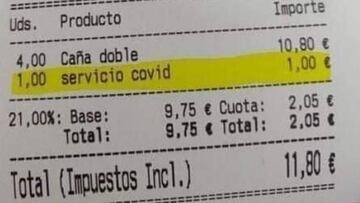 Uds. Producto Importe
4,00 Caña doble 10,80 €
1,00 servicio covid 1,00 €
21,00%: Base: 9,75 € Cuota: 2,05 €
Total: 9,75 € Total: 2,05 €
Total (Impuestos Incl.) 11,80 €